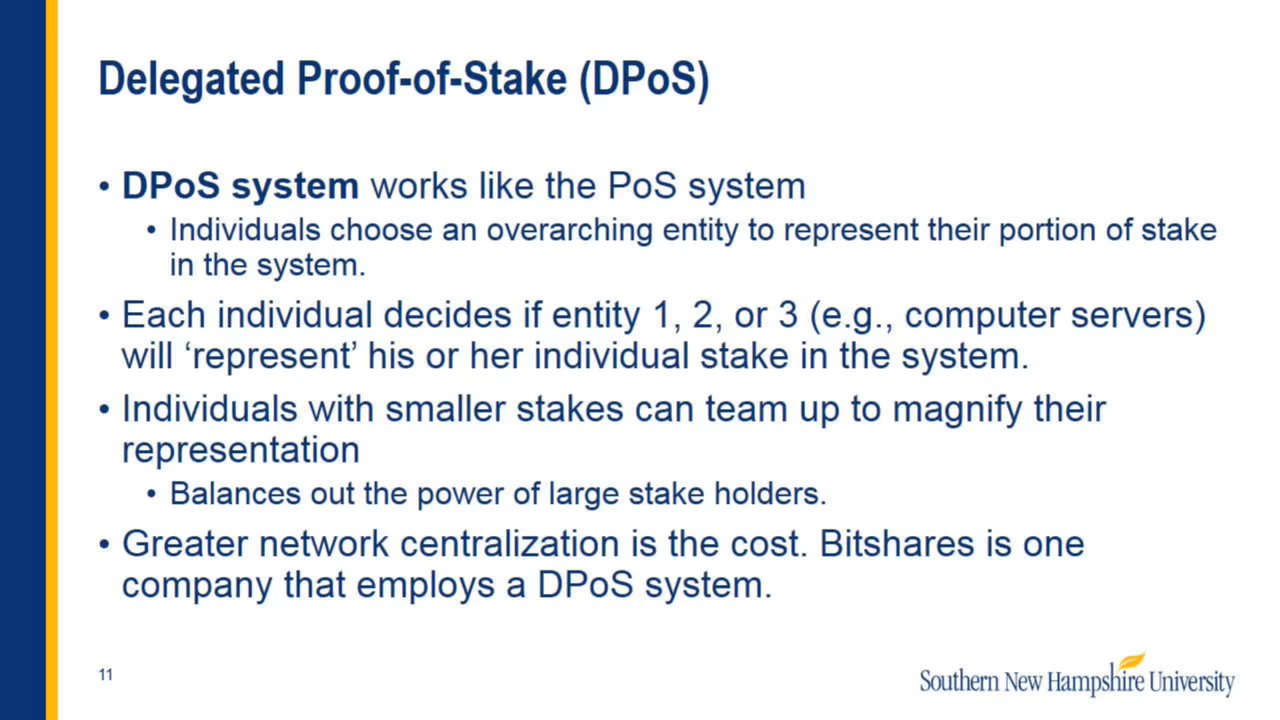 Delegated Proof-of-Stake (DPoS)
• DPoS system works like the PoS system
• Individuals choose an overarching entity to represent their portion of stake
in the system.
• Each individual decides if entity 1, 2, or 3 (e.g., computer servers)
will ‘represent’ his or her individual stake in the system.
• Individuals with smaller stakes can team up to magnify their
representation
• Balances out the power of large stake holders.
• Greater network centralization is the cost. Bitshares is one
company that employs a DPoS system.
11
Southern New Hampshire University